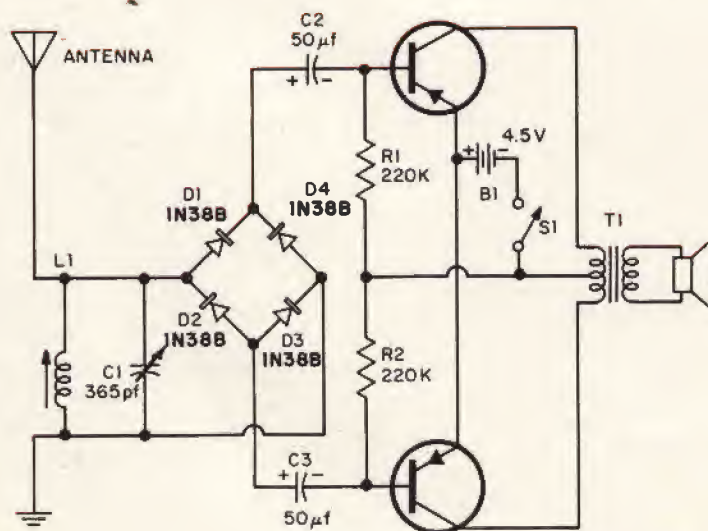 C2
50µf
+ -
ANTENNA
4.5V
+ -
R1
220K
B1
D1
1N38B
D4
1N38B
S1
T1
L1
D2
1N38B
D3
1N38B
C1
365pf
R2
220K
C3
+ -
50µf